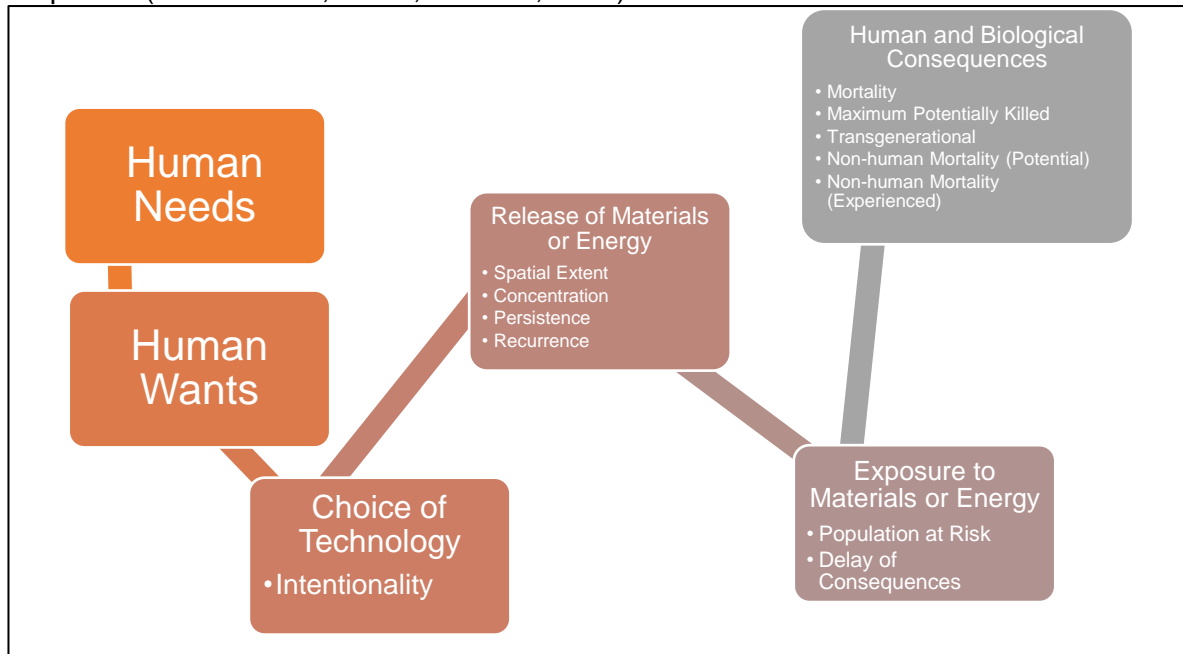 Human
Needs
Human
Wants
Choice of
Technology
•Intentionality
Release of Materials
or Energy
• Spatial Extent
• Concentration
• Persistence
• Recurrence
Exposure to
Materials or Energy
• Population at Risk
• Delay of
Consequences
Human and Biological
Consequences
• Mortality
• Maximum Potentially Killed
• Transgenerational
• Non-human Mortality (Potential)
• Non-human Mortality
(Experienced)